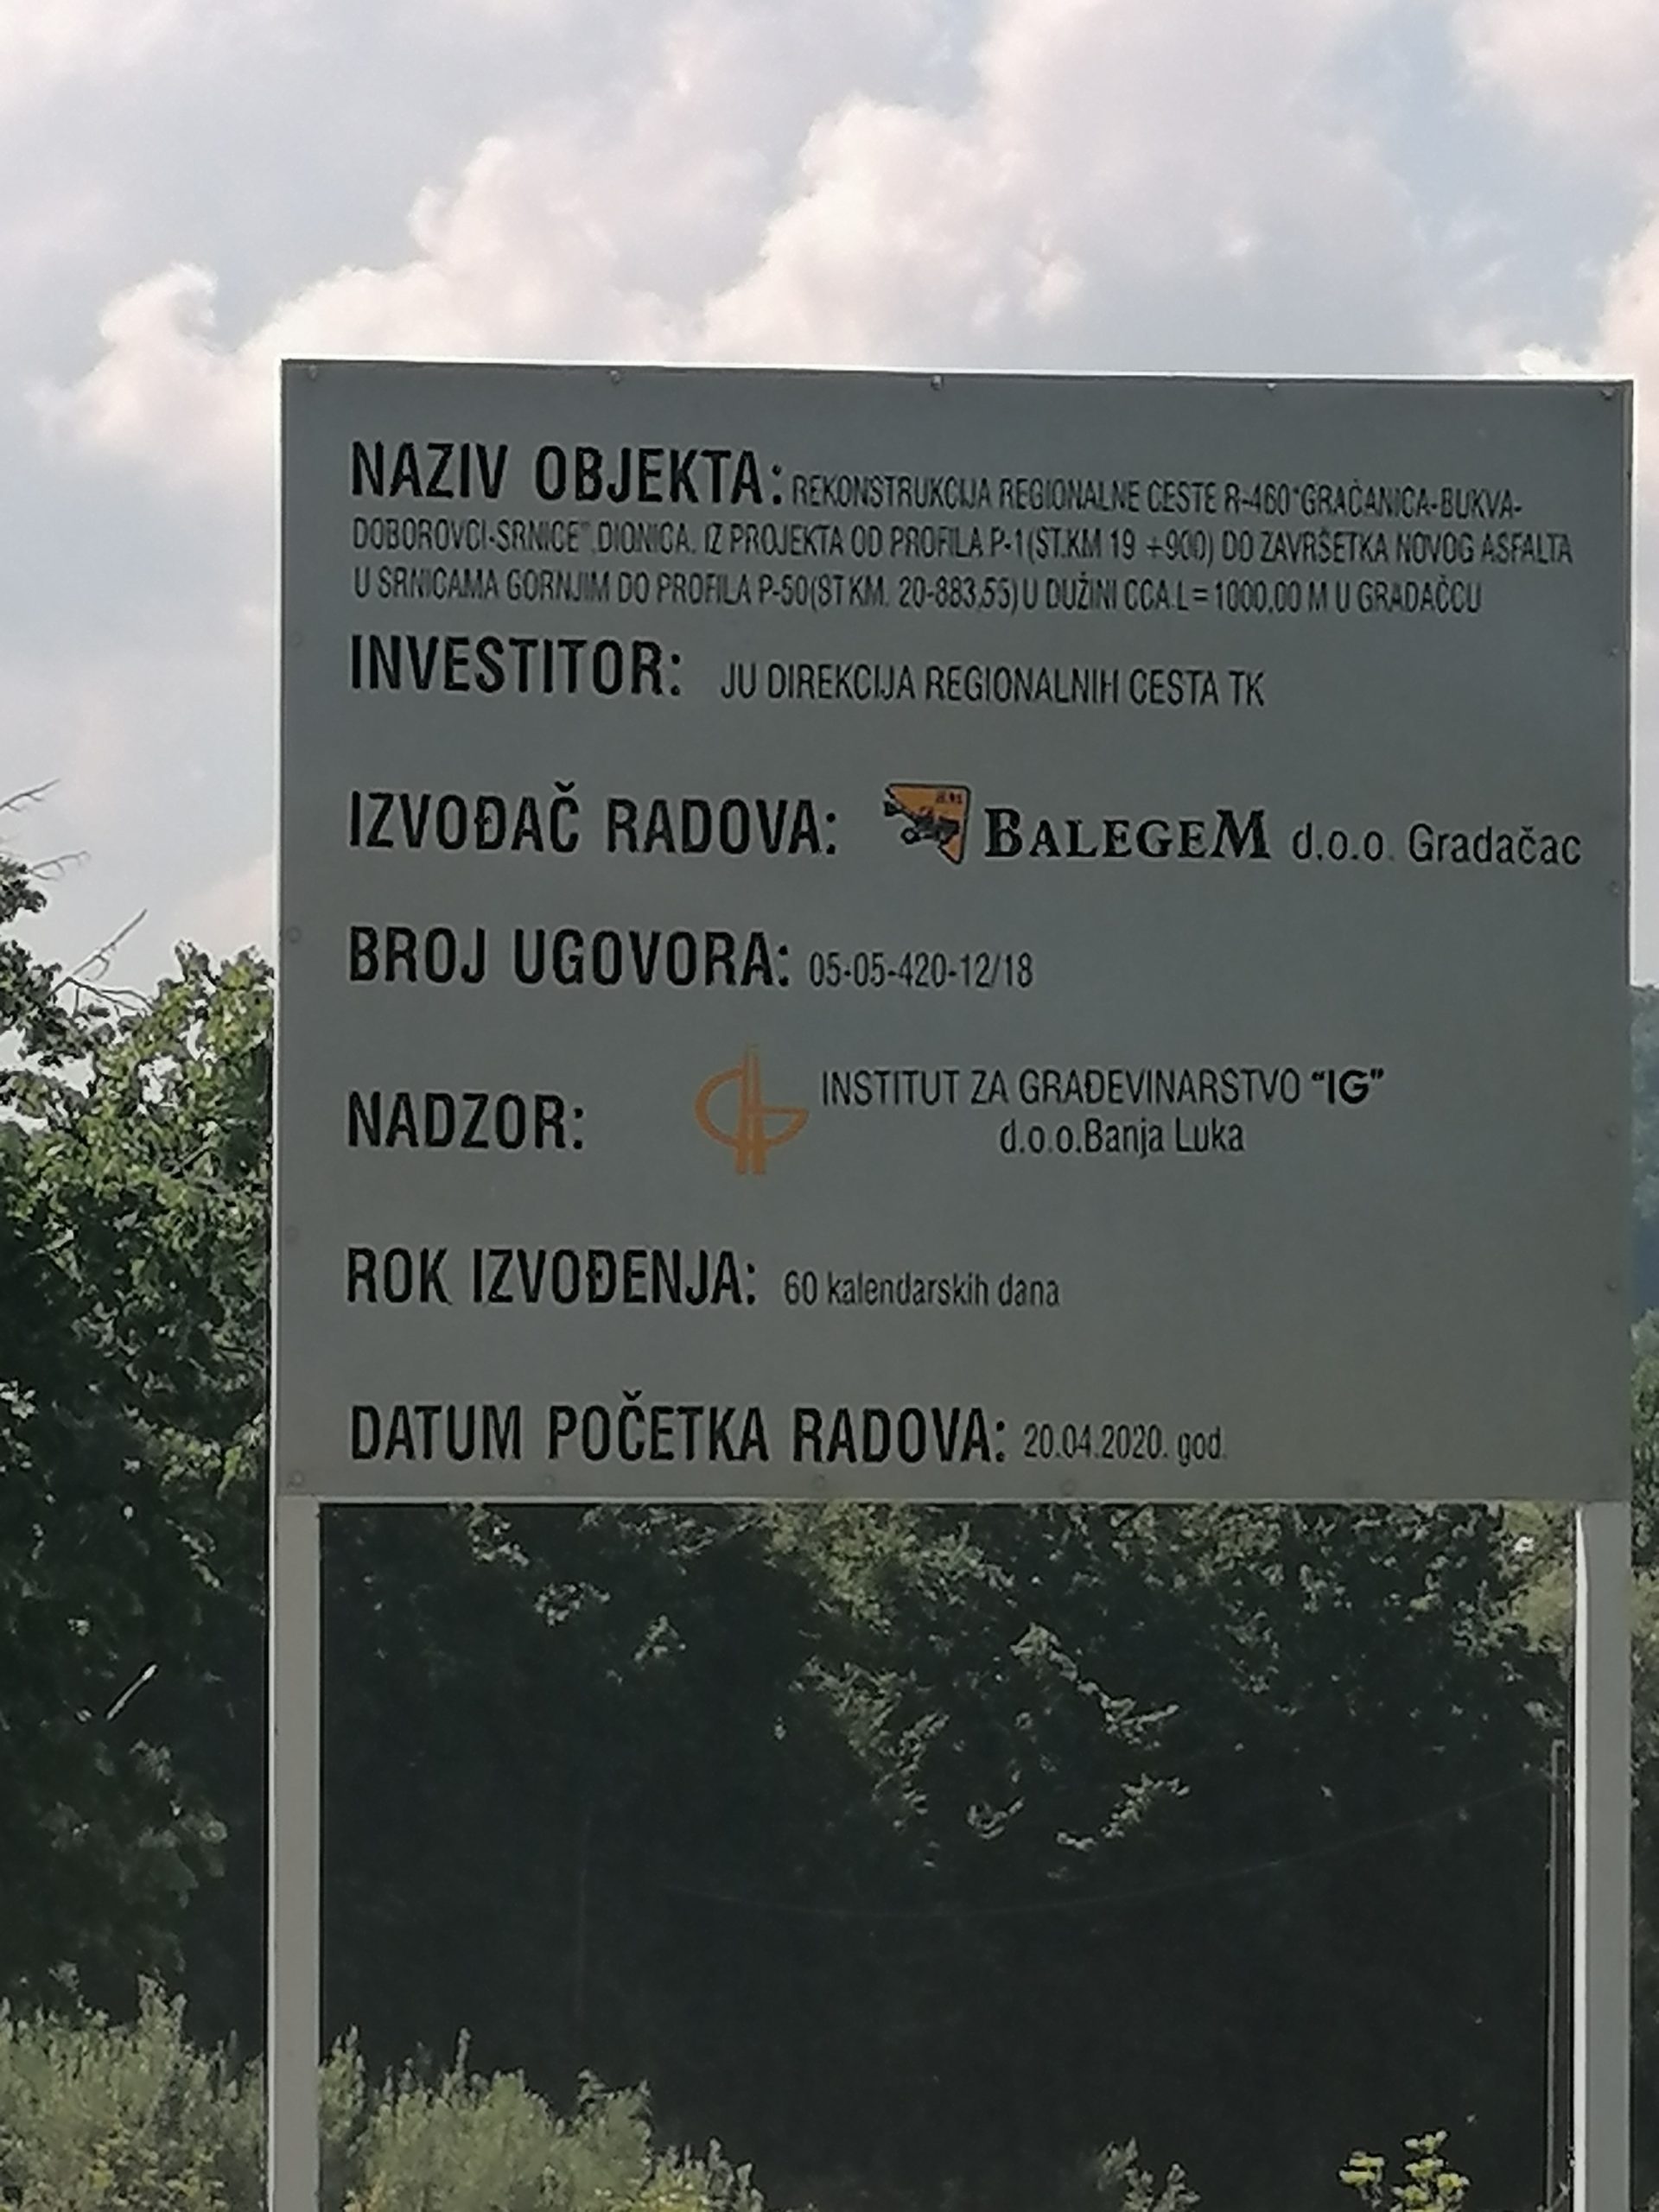 NAZIV OBJEKTA: REKONSTRUKCIJA REGIONALNE CESTE R-460"GRAČANICA-BUKVA-
DOBOROVCI-SRNICE".DIONICA. IZ PROJEKTA OD PROFILA P-1(ST.KM 19 +900) DO ZAVRŠETKA NOVOG ASFALTA
U SRNICAMA GORNJIM DO PROFILA P-50(ST KM. 20-883,55) U DUŽINI CCA.L= 1000,00 M U GRADAČCU
INVESTITOR: JU DIREKCIJA REGIONALNIH CESTA TK
IZVOĐAČ RADOVA: BALEGEM d.o.o. Gradačac
BROJ UGOVORA: 05-05-420-12/18
NADZOR: INSTITUT ZA GRAĐEVINARSTVO "IG"
d.o.o.Banja Luka
ROK IZVOĐENJA: 60 kalendarskih dana
DATUM POČETKA RADOVA: 20.04.2020. god.